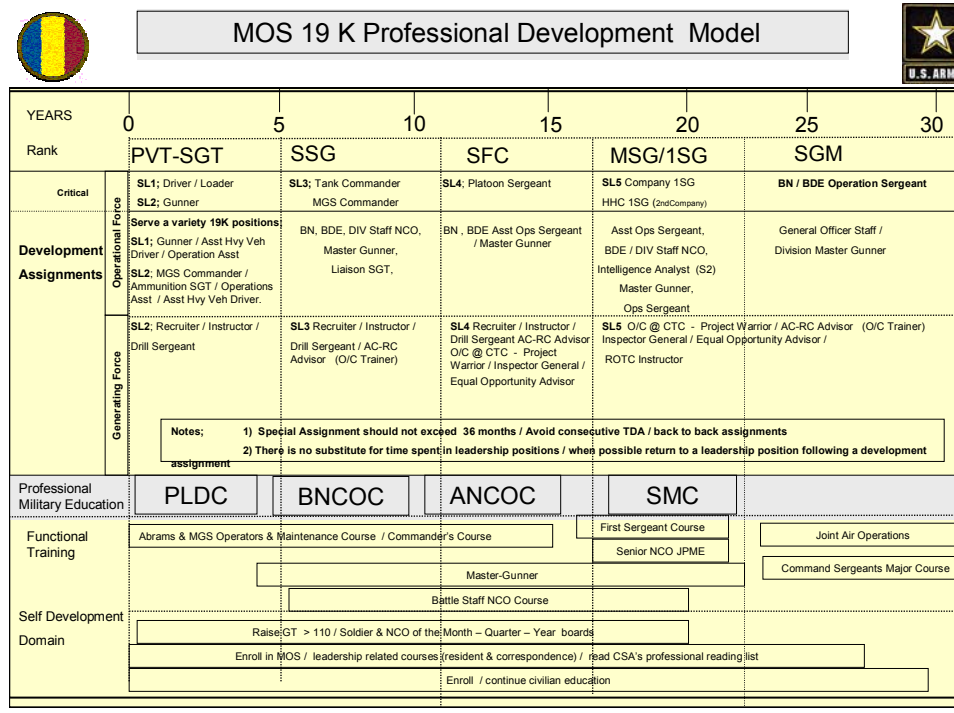 MOS 19 K Professional Development Model
U.S. ARM
YEARS
0 5 10 15 20 25 30
Rank
PVT-SGT SSG SFC MSG/1SG SGM
Critical
Operational Force
SL1; Driver / Loader
SL2; Gunner
SL3; Tank Commander
MGS Commander
SL4; Platoon Sergeant
SL5 Company 1SG
HHC 1SG (2ndCompany)
BN / BDE Operation Sergeant
Development
Assignments
Serve a variety 19K positions;
SL1; Gunner / Asst Hvy Veh
Driver / Operation Asst
SL2; MGS Commander /
Ammunition SGT / Operations
Asst / Asst Hvy Veh Driver.
BN, BDE, DIV Staff NCO,
Master Gunner,
Liaison SGT,
BN , BDE Asst Ops Sergeant
/ Master Gunner
Asst Ops Sergeant,
BDE / DIV Staff NCO,
Intelligence Analyst (S2)
Master Gunner,
Ops Sergeant
General Officer Staff /
Division Master Gunner
Generating Force
SL2; Recruiter / Instructor /
Drill Sergeant
SL3 Recruiter / Instructor /
Drill Sergeant / AC-RC
Advisor (O/C Trainer)
SL4 Recruiter / Instructor /
Drill Sergeant AC-RC Advisor
O/C @ CTC - Project
Warrior / Inspector General /
Equal Opportunity Advisor
SL5 O/C @ CTC - Project Warrior / AC-RC Advisor (O/C Trainer)
Inspector General / Equal Opportunity Advisor /
ROTC Instructor
Notes; 1) Special Assignment should not exceed 36 months / Avoid consecutive TDA / back to back assignments
2) There is no substitute for time spent in leadership positions / when possible return to a leadership position following a development
assignment
Professional
Military Education
PLDC BNCOC ANCOC SMC
Functional
Training
Abrams & MGS Operators & Maintenance Course / Commander's Course
First Sergeant Course
Senior NCO JPME
Joint Air Operations
Command Sergeants Major Course
Master-Gunner
Battle Staff NCO Course
Self Development
Domain
Raise GT > 110 / Soldier & NCO of the Month – Quarter – Year boards
Enroll in MOS / leadership related courses (resident & correspondence) / read CSA's professional reading list
Enroll / continue civilian education